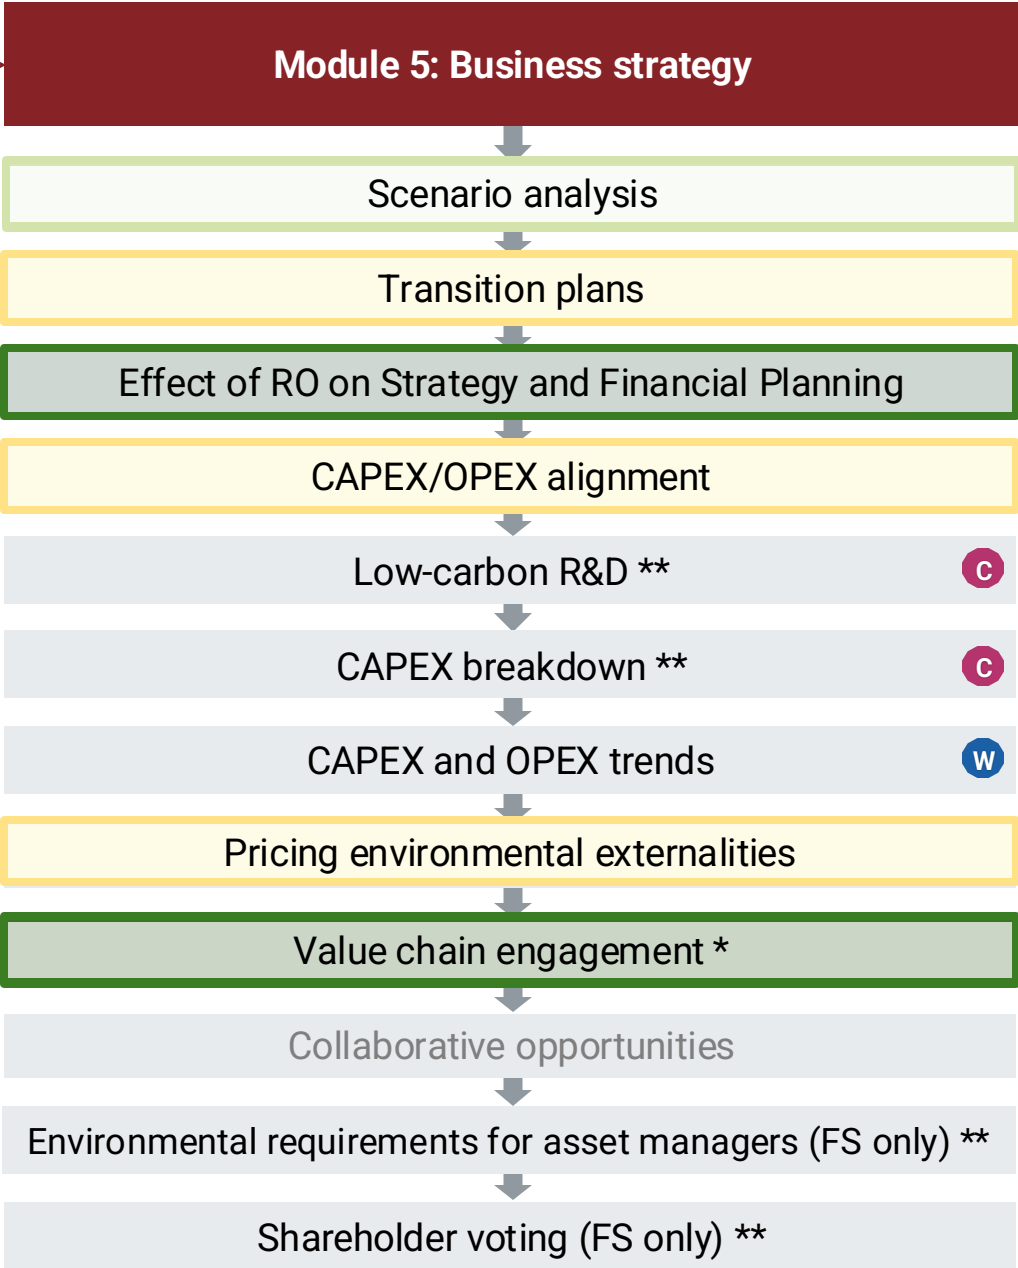 Module 5: Business strategy
Scenario analysis
Transition plans
Effect of RO on Strategy and Financial Planning
CAPEX/OPEX alignment
Low-carbon R&D ** C
CAPEX breakdown ** C
CAPEX and OPEX trends W
Pricing environmental externalities
Value chain engagement *
Collaborative opportunities
Environmental requirements for asset managers (FS only) **
Shareholder voting (FS only) **